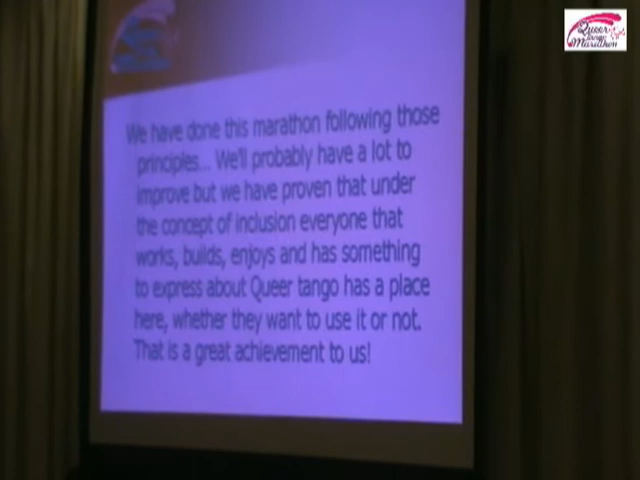 Queer
tango
Marathon
We have done this marathon following those
principles... We'll probably have a lot to
improve but we have proven that under
the concept of inclusion everyone that
works, builds, enjoys and has something
to express about Queer tango has a place
here, whether they want to use it or not.
That is a great achievement to us!